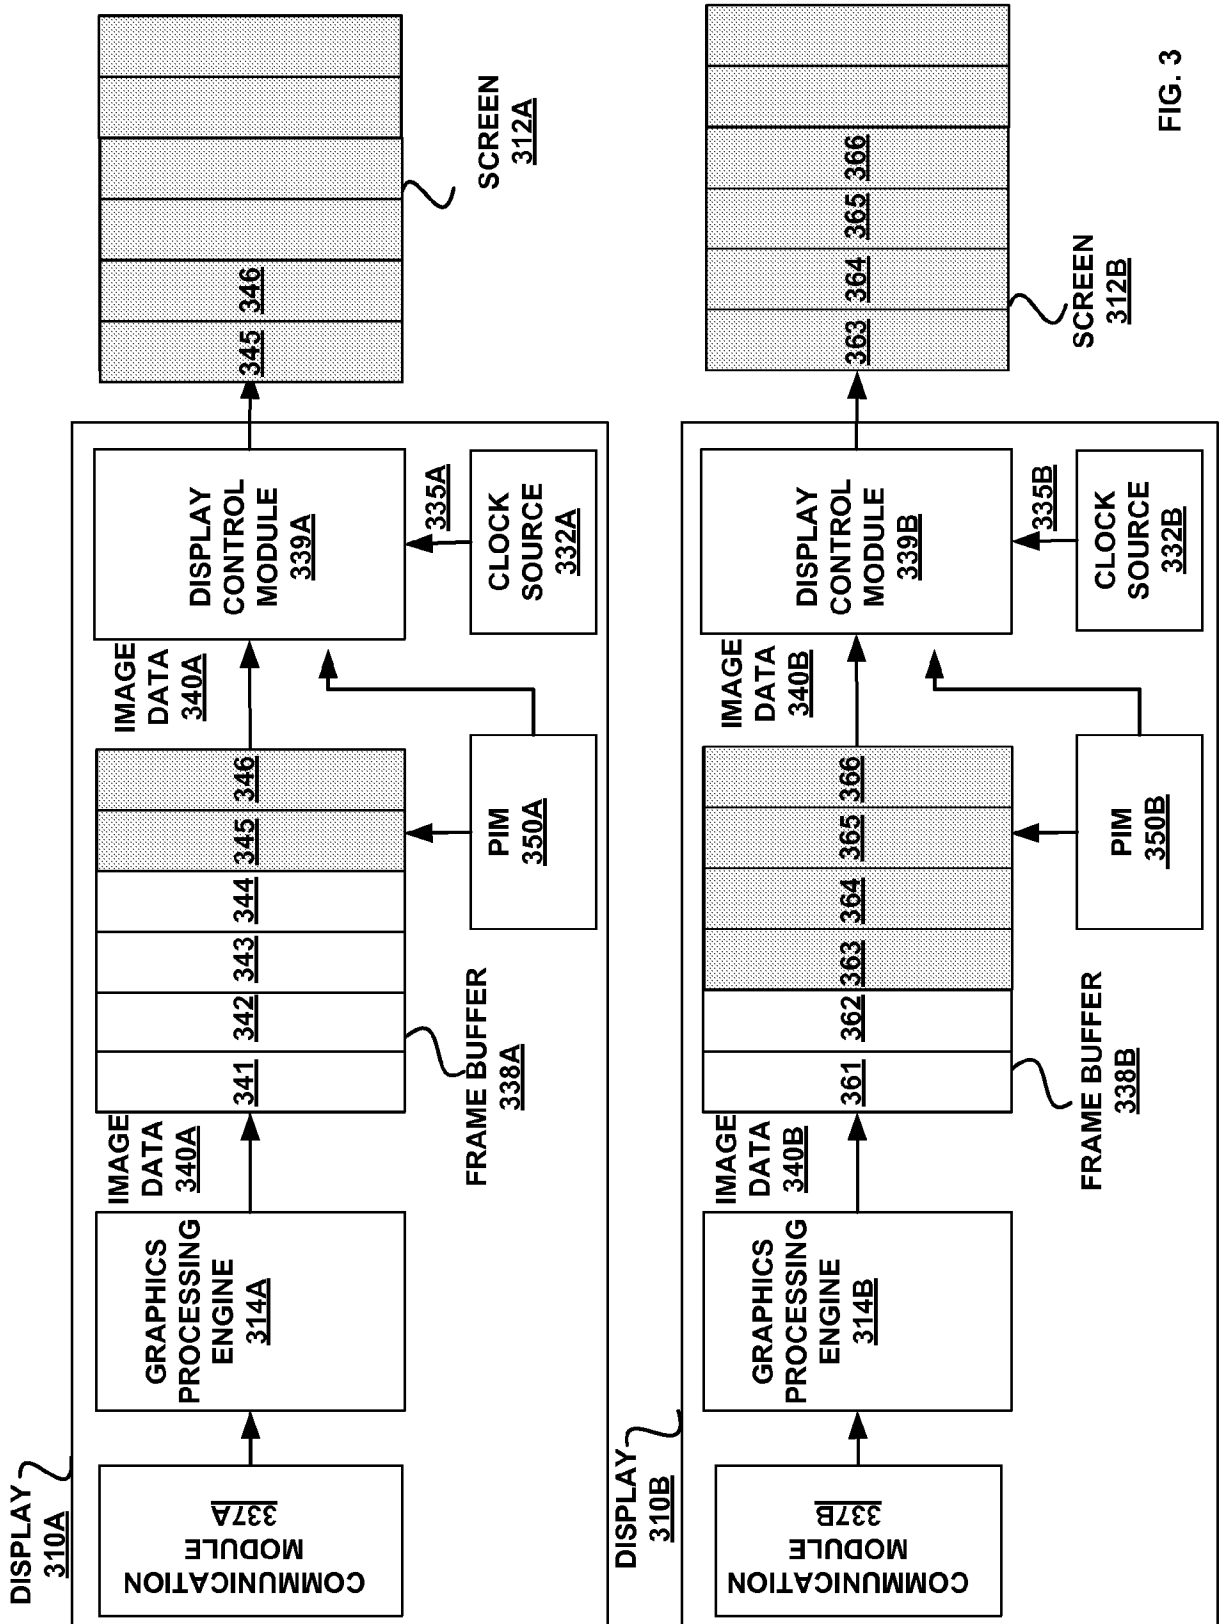 DISPLAY
310A
COMMUNICATION
MODULE
337A
GRAPHICS
PROCESSING
ENGINE
314A
IMAGE
DATA
340A
341
342
343
344
345
346
FRAME BUFFER
338A
PIM
350A
IMAGE
DATA
340A
DISPLAY
CONTROL
MODULE
339A
335A
CLOCK
SOURCE
332A
345
346
SCREEN
312A
DISPLAY
310B
COMMUNICATION
MODULE
337B
GRAPHICS
PROCESSING
ENGINE
314B
IMAGE
DATA
340B
361
362
363
364
365
366
FRAME BUFFER
338B
PIM
350B
IMAGE
DATA
340B
DISPLAY
CONTROL
MODULE
339B
335B
CLOCK
SOURCE
332B
363
364
365
366
SCREEN
312B
FIG. 3